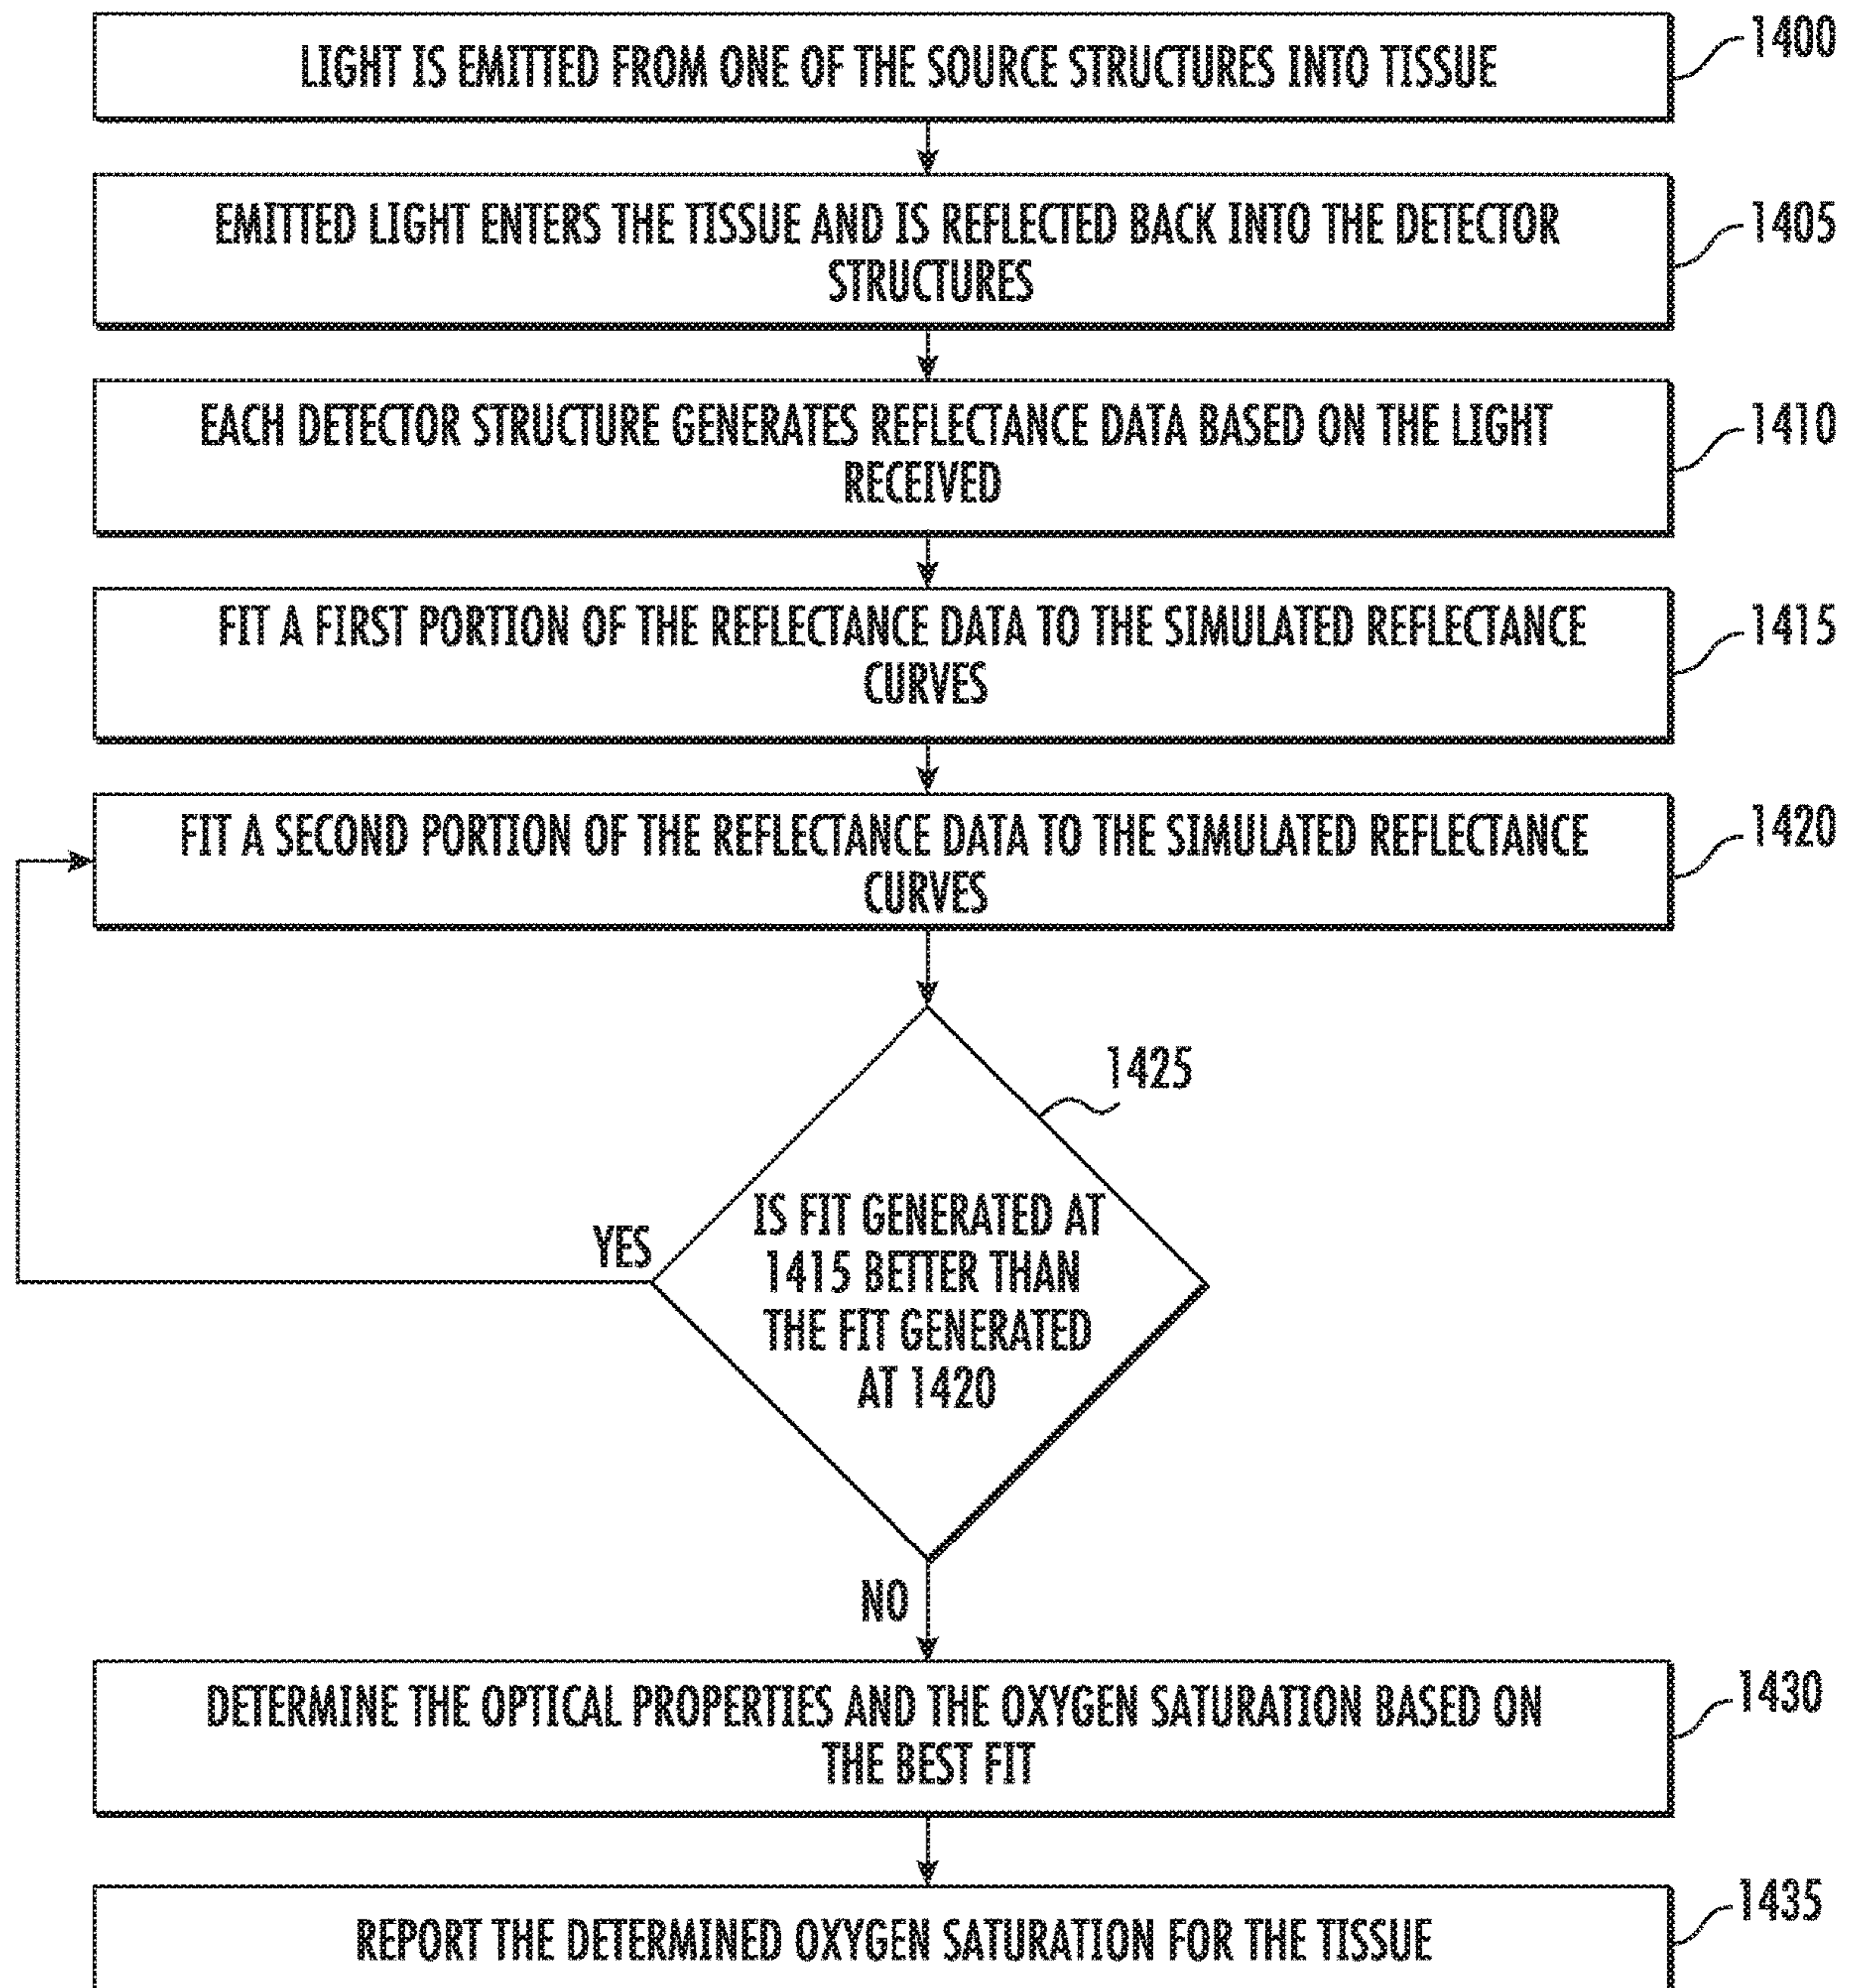 LIGHT IS EMITTED FROM ONE OF THE SOURCE STRUCTURES INTO TISSUE
1400
EMITTED LIGHT ENTERS THE TISSUE AND IS REFLECTED BACK INTO THE DETECTOR
STRUCTURES
1405
EACH DETECTOR STRUCTURE GENERATES REFLECTANCE DATA BASED ON THE LIGHT
RECEIVED
1410
FIT A FIRST PORTION OF THE REFLECTANCE DATA TO THE SIMULATED REFLECTANCE
CURVES
1415
FIT A SECOND PORTION OF THE REFLECTANCE DATA TO THE SIMULATED REFLECTANCE
CURVES
1420
1425
IS FIT GENERATED AT
1415 BETTER THAN
THE FIT GENERATED
AT 1420
YES
NO
DETERMINE THE OPTICAL PROPERTIES AND THE OXYGEN SATURATION BASED ON
THE BEST FIT
1430
REPORT THE DETERMINED OXYGEN SATURATION FOR THE TISSUE
1435